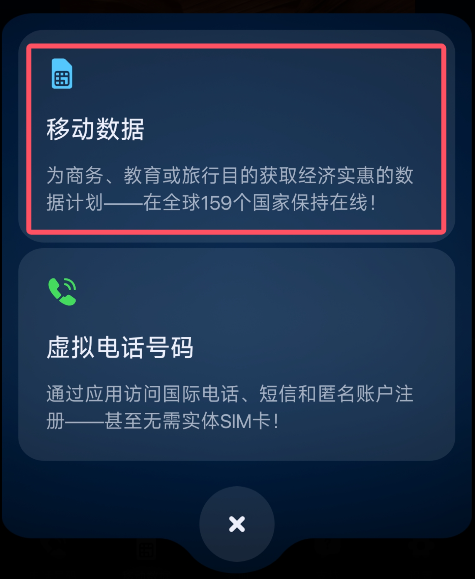 移动数据
为商务、教育或旅行目的获取经济实惠的数
据计划——在全球159个国家保持在线！
虚拟电话号码
通过应用访问国际电话、短信和匿名账户注
册——甚至无需实体SIM卡！